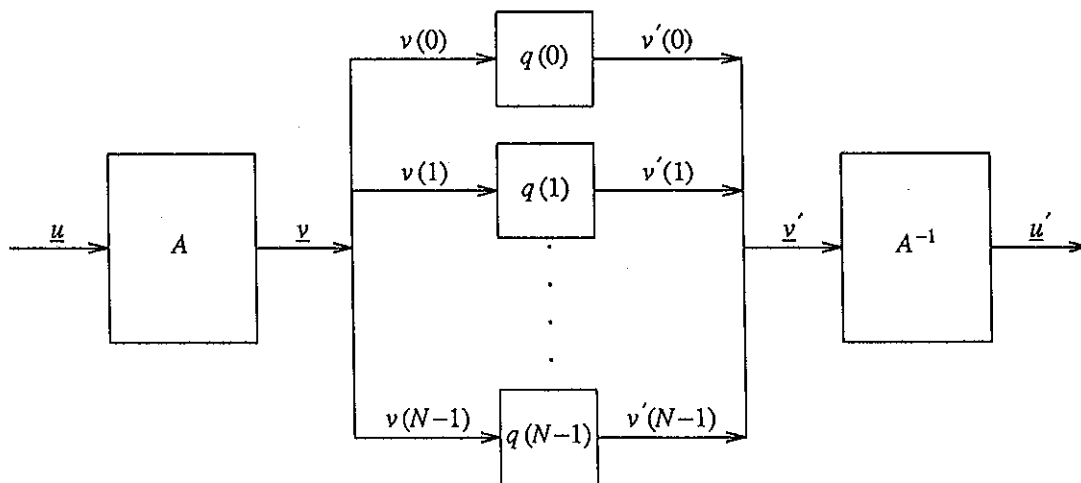 v(0) q(0) v′(0)
v(1) q(1) v′(1)
u A v v′ A⁻¹ u′
v(N−1) q(N−1) v′(N−1)